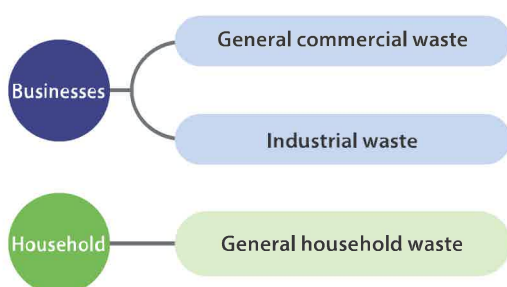 General commercial waste
Businesses
Industrial waste
Household
General household waste